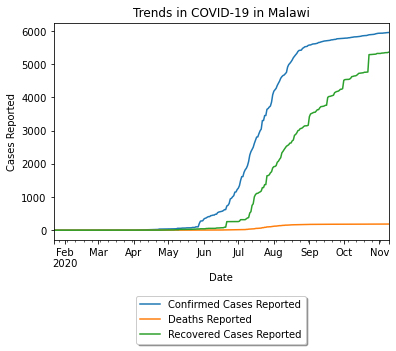 Trends in COVID-19 in Malawi
Cases Reported
6000
5000
4000
3000
2000
1000
0
Feb Mar Apr May Jun Jul Aug Sep Oct Nov
2020
Date
Confirmed Cases Reported
Deaths Reported
Recovered Cases Reported